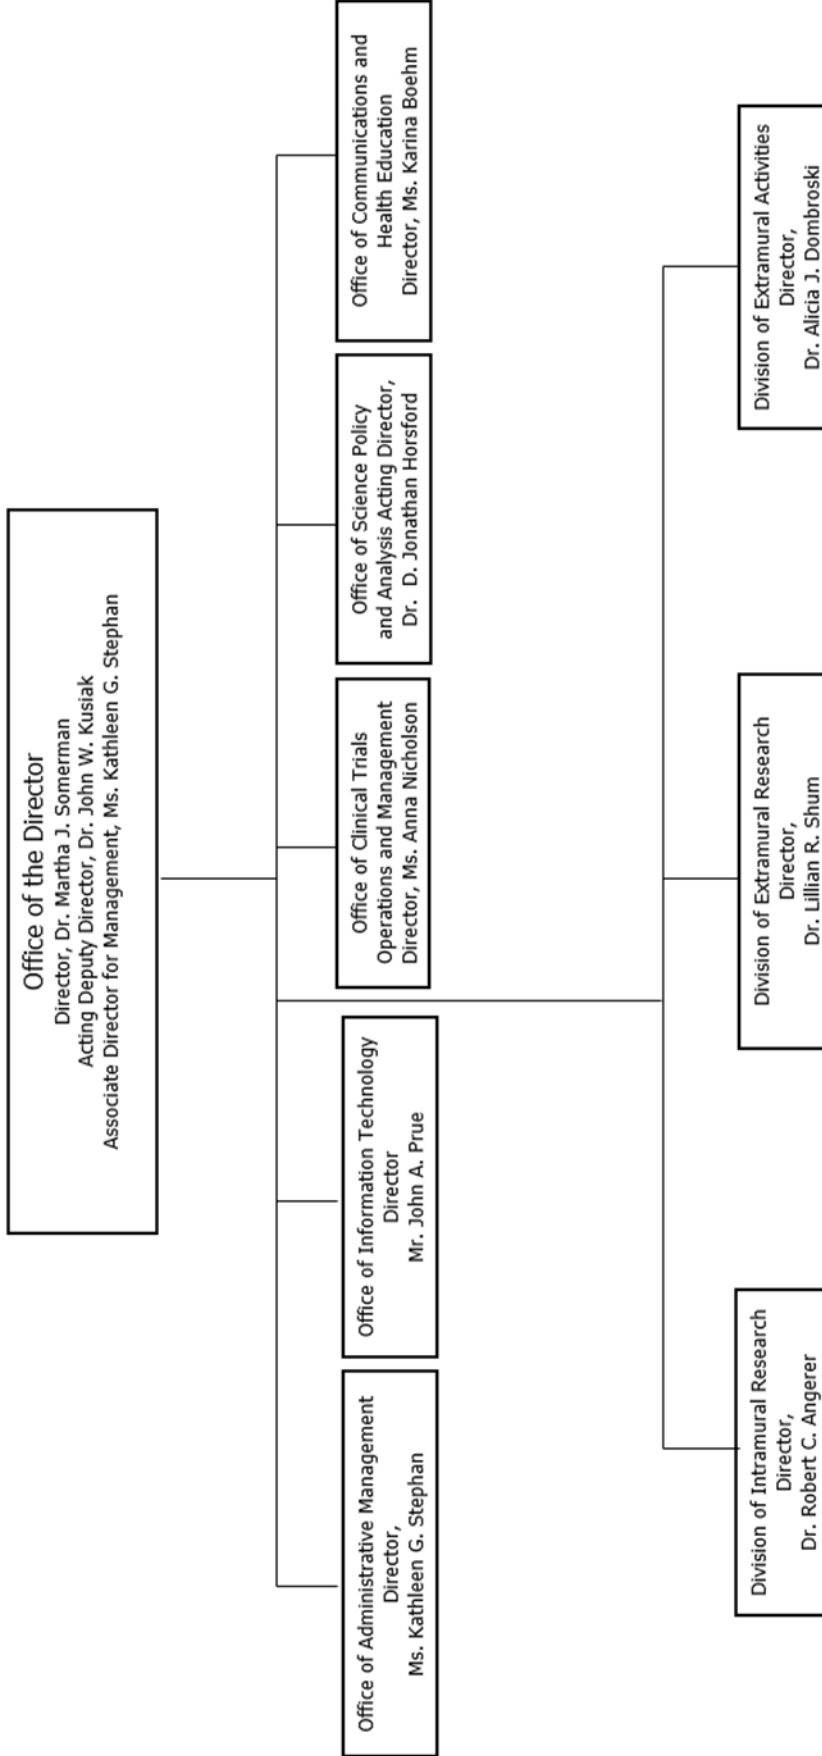 Office of the Director
Director, Dr. Martha J. Somerman
Acting Deputy Director, Dr. John W. Kusiak
Associate Director for Management, Ms. Kathleen G. Stephan
Office of Administrative Management
Director,
Ms. Kathleen G. Stephan
Office of Information Technology
Director
Mr. John A. Prue
Office of Clinical Trials
Operations and Management
Director, Ms. Anna Nicholson
Office of Science Policy
and Analysis Acting Director,
Dr. D. Jonathan Horsford
Office of Communications and
Health Education
Director, Ms. Karina Boehm
Division of Intramural Research
Director,
Dr. Robert C. Angerer
Division of Extramural Research
Director,
Dr. Lillian R. Shum
Division of Extramural Activities
Director,
Dr. Alicia J. Dombroski